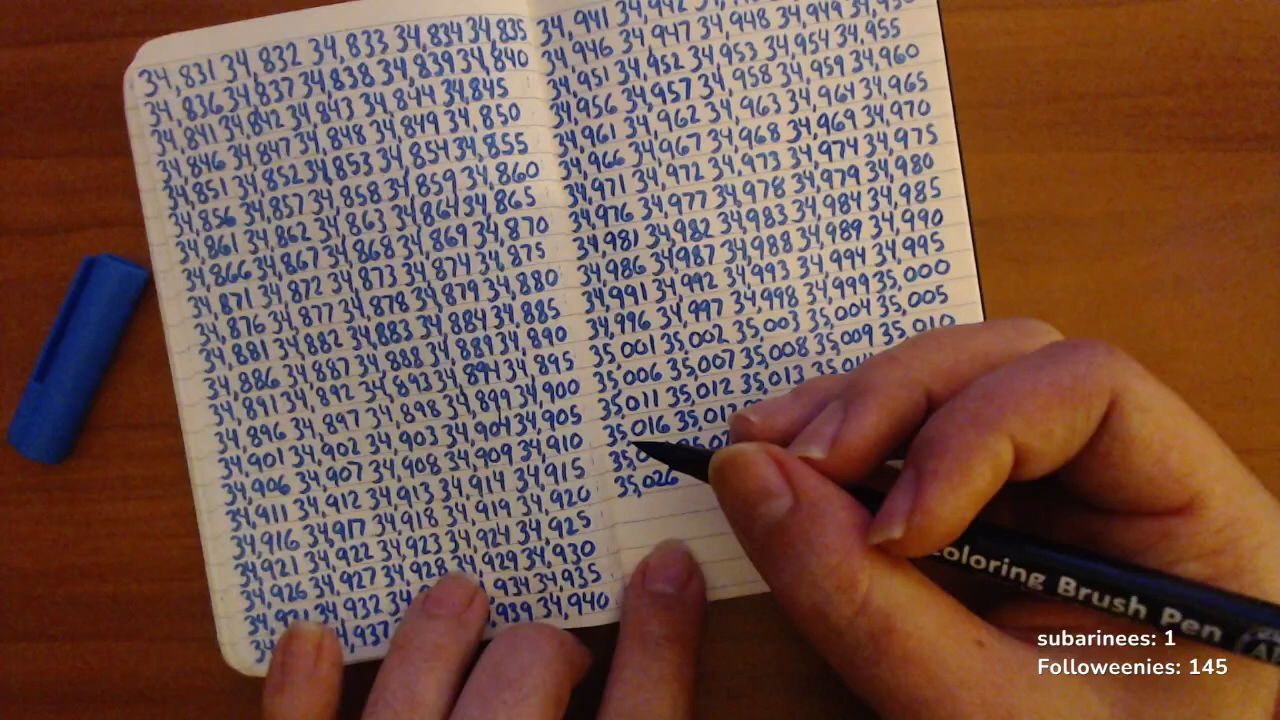 34,831 34,832 34,833 34,834 34,835
34,836 34,837 34,838 34,839 34,840
34,841 34,842 34,843 34,844 34,845
34,846 34,847 34,848 34,849 34,850
34,851 34,852 34,853 34,854 34,855
34,856 34,857 34,858 34,859 34,860
34,861 34,862 34,863 34,864 34,865
34,866 34,867 34,868 34,869 34,870
34,871 34,872 34,873 34,874 34,875
34,876 34,877 34,878 34,879 34,880
34,881 34,882 34,883 34,884 34,885
34,886 34,887 34,888 34,889 34,890
34,891 34,892 34,893 34,894 34,895
34,896 34,897 34,898 34,899 34,900
34,901 34,902 34,903 34,904 34,905
34,906 34,907 34,908 34,909 34,910
34,911 34,912 34,913 34,914 34,915
34,916 34,917 34,918 34,919 34,920
34,921 34,922 34,923 34,924 34,925
34,926 34,927 34,928 34,929 34,930
34,931 34,932 934 34,935
34,937 ,939 34,940
34,941 34,942
34,946 34,947 34,948 34,949 34,950
34,951 34,952 34,953 34,954 34,955
34,956 34,957 34,958 34,959 34,960
34,961 34,962 34,963 34,964 34,965
34,966 34,967 34,968 34,969 34,970
34,971 34,972 34,973 34,974 34,975
34,976 34,977 34,978 34,979 34,980
34,981 34,982 34,983 34,984 34,985
34,986 34,987 34,988 34,989 34,990
34,991 34,992 34,993 34,994 34,995
34,996 34,997 34,998 34,999 35,000
35,001 35,002 35,003 35,004 35,005
35,006 35,007 35,008 35,009 35,010
35,011 35,012 35,013
35,016 35,017
35,026
Coloring Brush Pen
subarinees: 1
Followeenies: 145